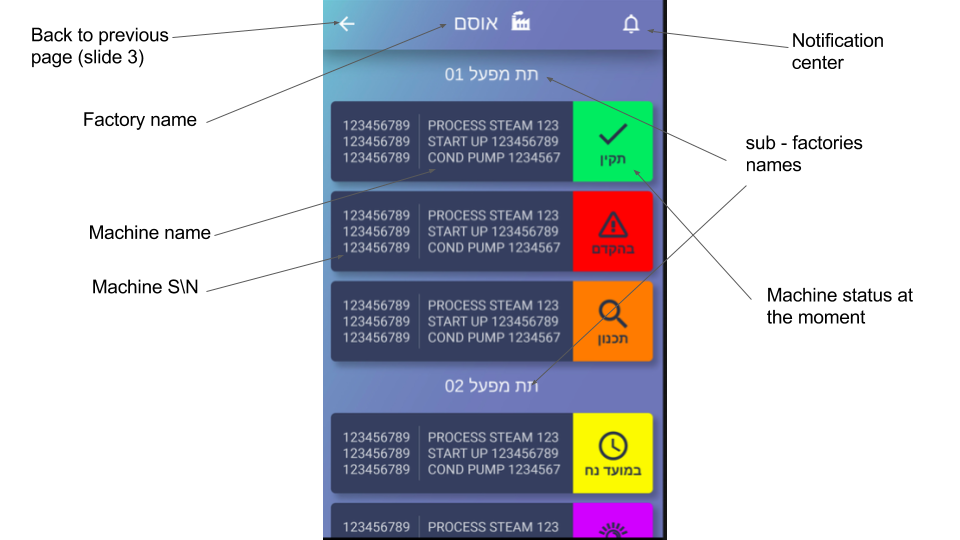 Back to previous
page (slide 3)
אוסם
Notification
center
תת מפעל 01
Factory name
123456789 PROCESS STEAM 123
123456789 START UP 123456789
123456789 COND PUMP 1234567
תקין
sub - factories
names
Machine name
123456789 PROCESS STEAM 123
123456789 START UP 123456789
123456789 COND PUMP 1234567
בהקדם
Machine S\N
Machine status at
the moment
123456789 PROCESS STEAM 123
123456789 START UP 123456789
123456789 COND PUMP 1234567
תכנון
תת מפעל 02
123456789 PROCESS STEAM 123
123456789 START UP 123456789
123456789 COND PUMP 1234567
במועד נח
123456789 PROCESS STEAM 123